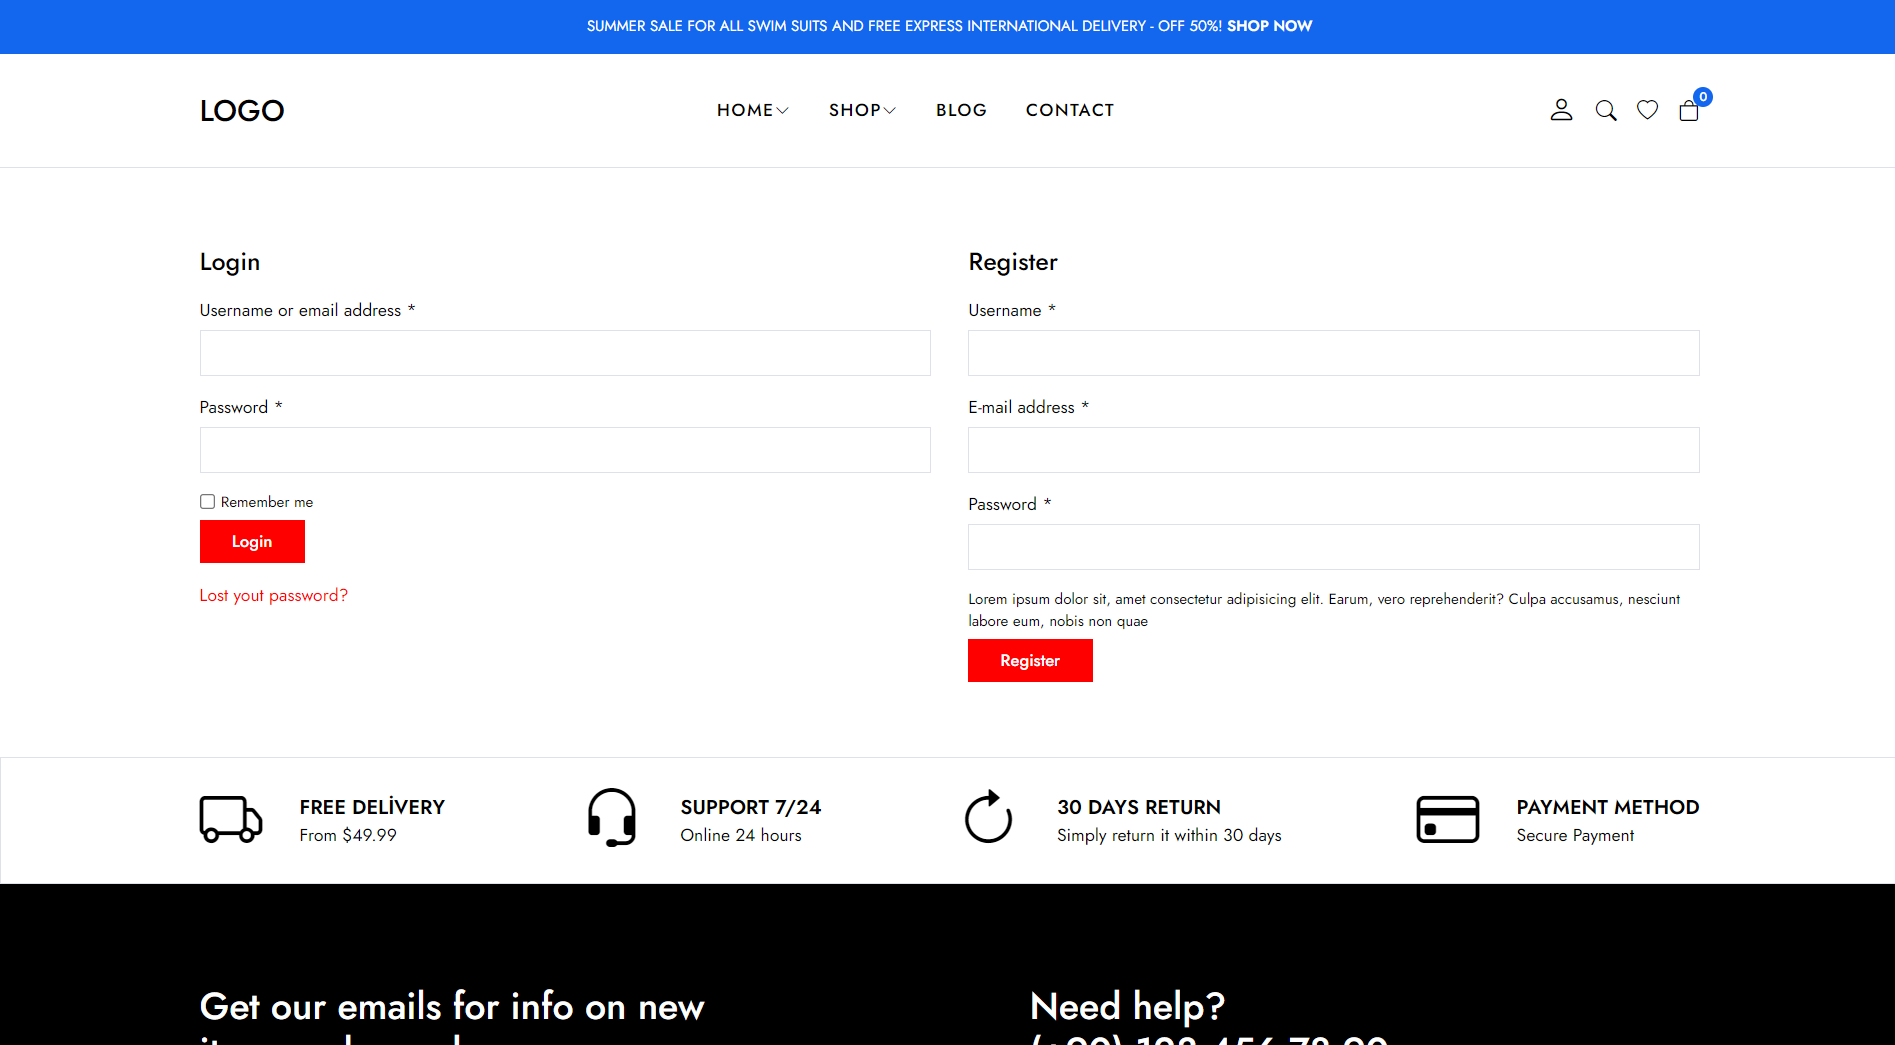 SUMMER SALE FOR ALL SWIM SUITS AND FREE EXPRESS INTERNATIONAL DELIVERY - OFF 50%! SHOP NOW
LOGO
HOME
SHOP
BLOG
CONTACT
0
Login
Username or email address *
Password *
Remember me
Login
Lost yout password?
Register
Username *
E-mail address *
Password *
Lorem ipsum dolor sit, amet consectetur adipisicing elit. Earum, vero reprehenderit? Culpa accusamus, nesciunt
labore eum, nobis non quae
Register
FREE DELİVERY
From $49.99
SUPPORT 7/24
Online 24 hours
30 DAYS RETURN
Simply return it within 30 days
PAYMENT METHOD
Secure Payment
Get our emails for info on new
Need help?